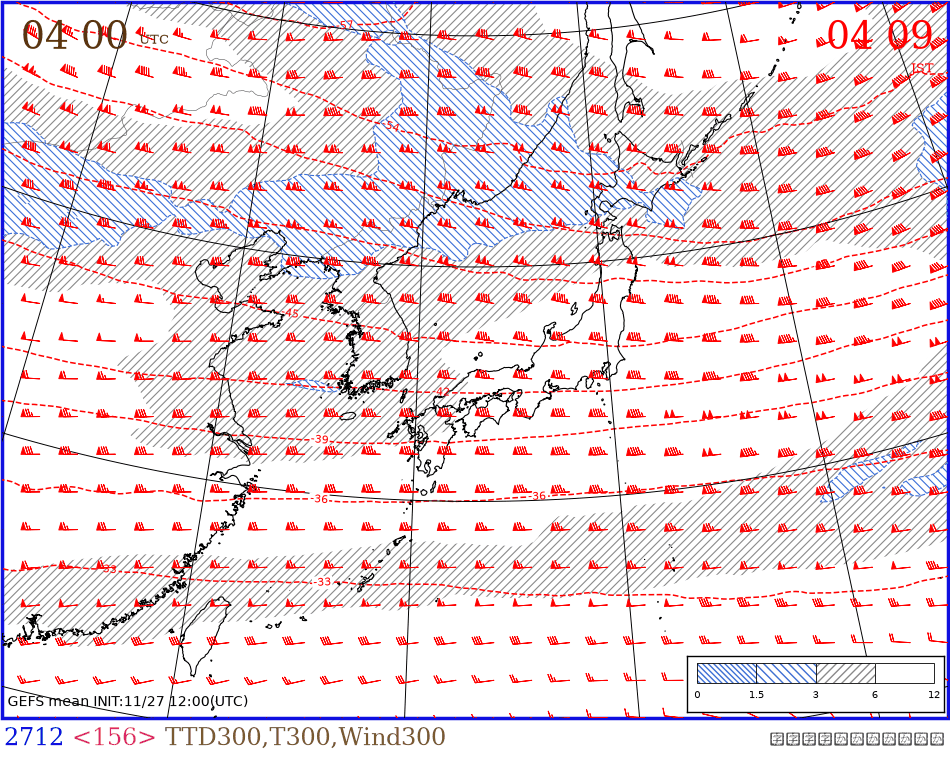 04 00 UTC
04 09 JST
-57
-54
-45
-42
-39
-36 -36
-33 -33
0 1.5 3 6 12
GEFS mean INIT:11/27 12:00(UTC)
2712 <156> TTD300,T300,Wind300